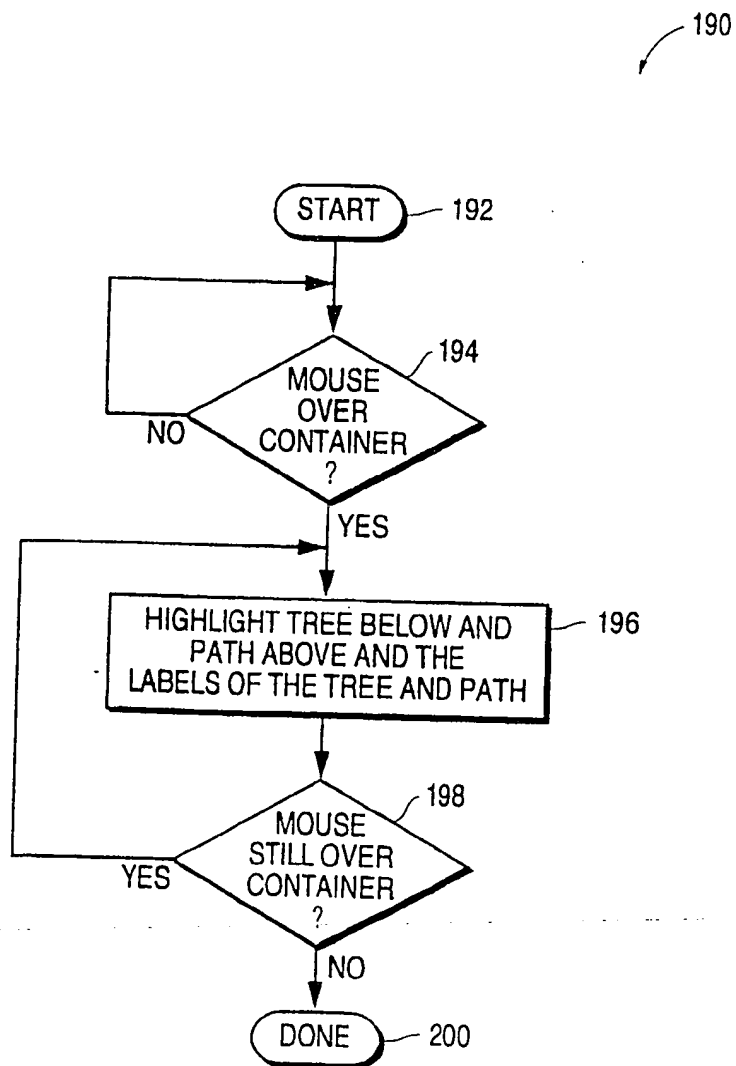 190
START
192
194
MOUSE
OVER
CONTAINER
?
NO
YES
HIGHLIGHT TREE BELOW AND
PATH ABOVE AND THE
LABELS OF THE TREE AND PATH
196
198
MOUSE
STILL OVER
CONTAINER
?
YES
NO
DONE
200